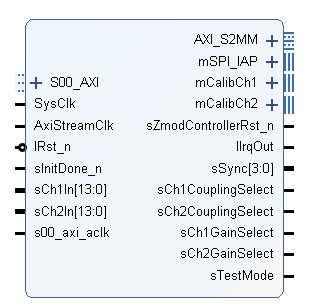 AXI_S2MM
mSPI_IAP
S00_AXI mCalibCh1
SysClk mCalibCh2
AxiStreamClk sZmodControllerRst_n
lRst_n lIrqOut
sInitDone_n sSync[3:0]
sCh1In[13:0] sCh1CouplingSelect
sCh2In[13:0] sCh2CouplingSelect
s00_axi_aclk sCh1GainSelect
sCh2GainSelect
sTestMode